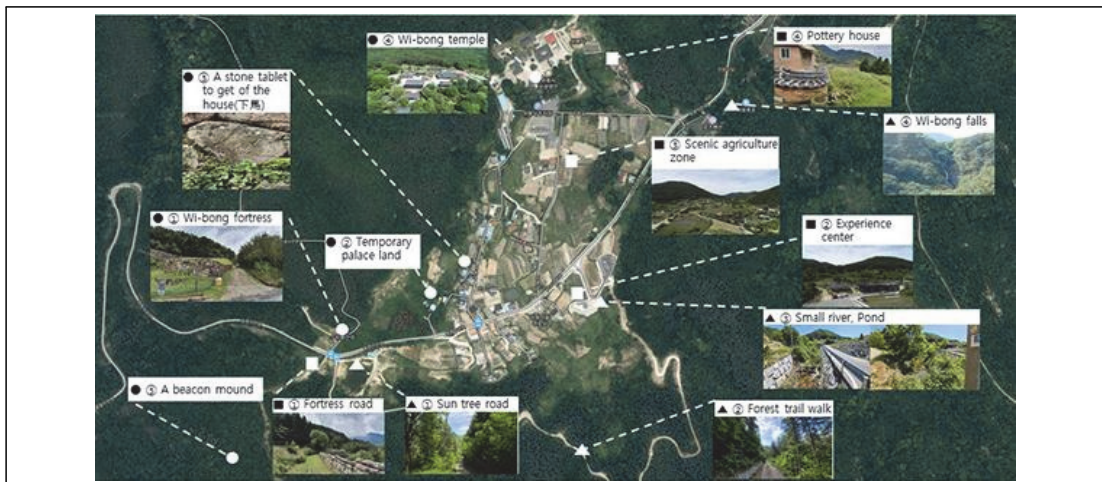 ● ④ Wi-bong temple
■ ④ Pottery house
● ③ A stone tablet
to get of the
house(下馬)
▲ ④ Wi-bong falls
■ ③ Scenic agriculture
zone
● ① Wi-bong fortress
● ② Temporary
palace land
■ ② Experience
center
▲ ③ Small river, Pond
● ⑤ A beacon mound
■ ① Fortress road
▲ ① Sun tree road
▲ ② Forest trail walk